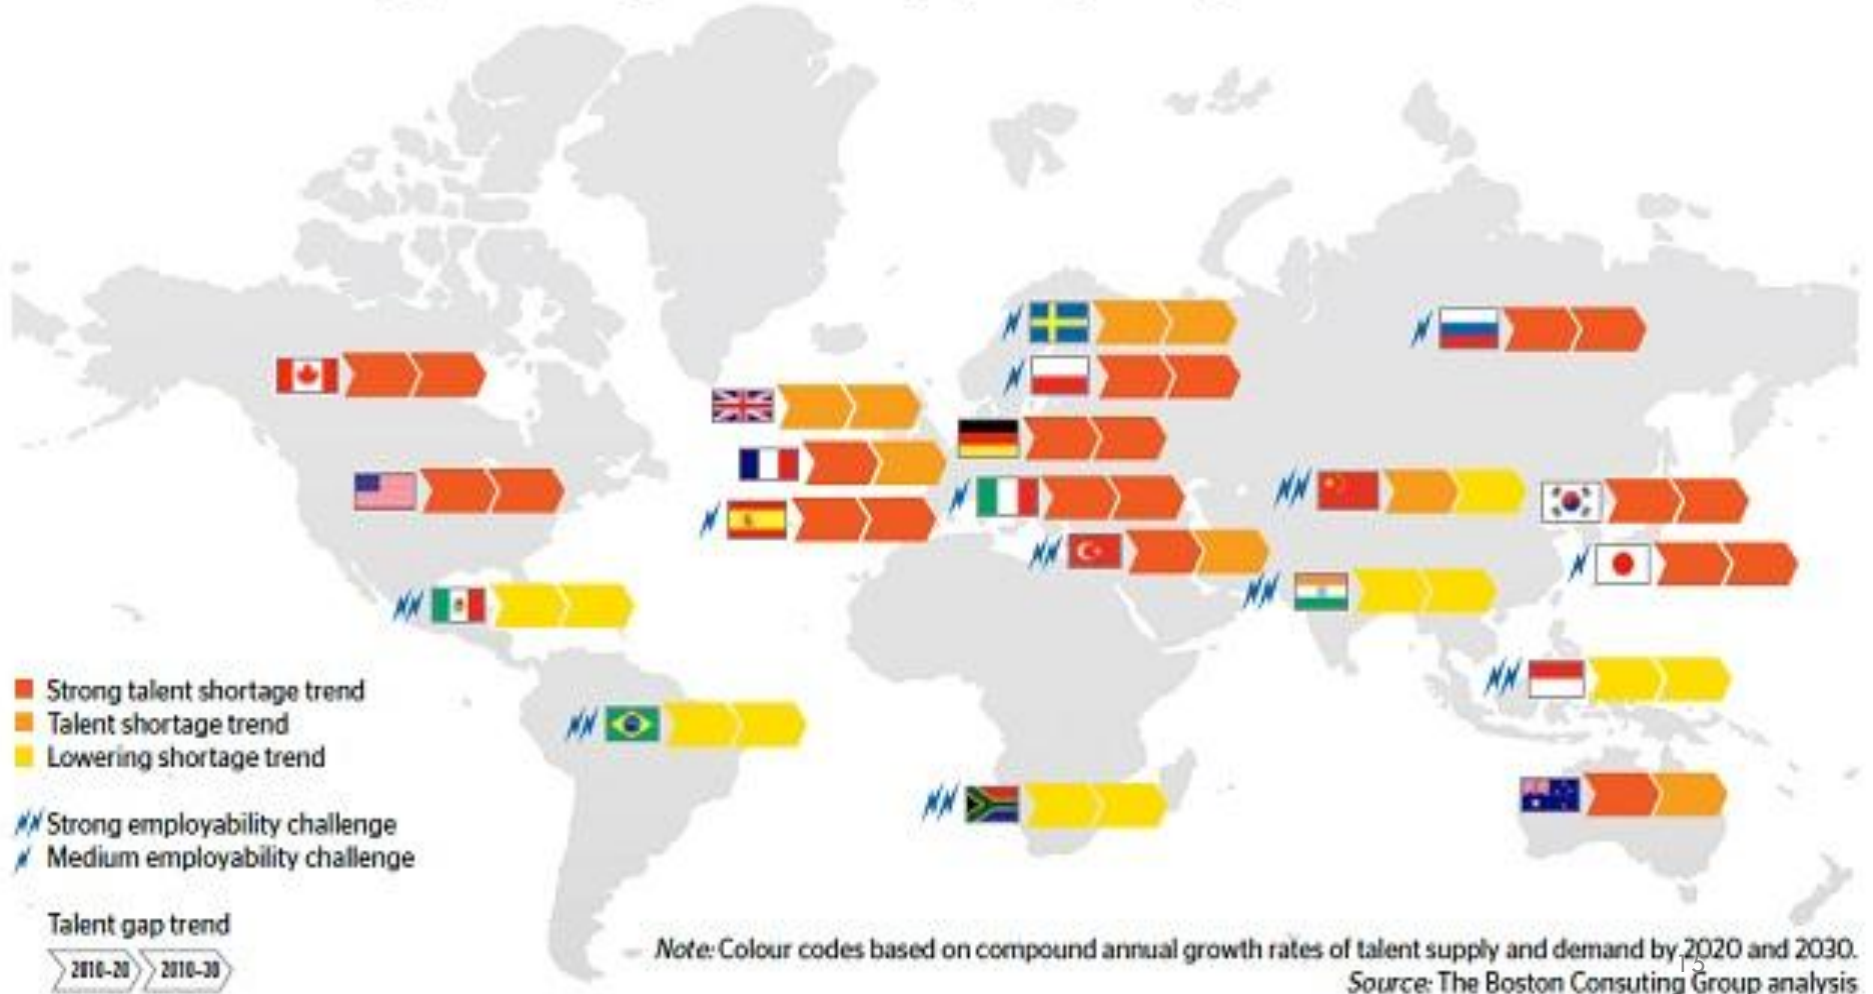 Strong talent shortage trend
Talent shortage trend
Lowering shortage trend
Strong employability challenge
Medium employability challenge
Talent gap trend
2010-20 2010-30
Note: Colour codes based on compound annual growth rates of talent supply and demand by 2020 and 2030.
15
Source: The Boston Consuting Group analysis